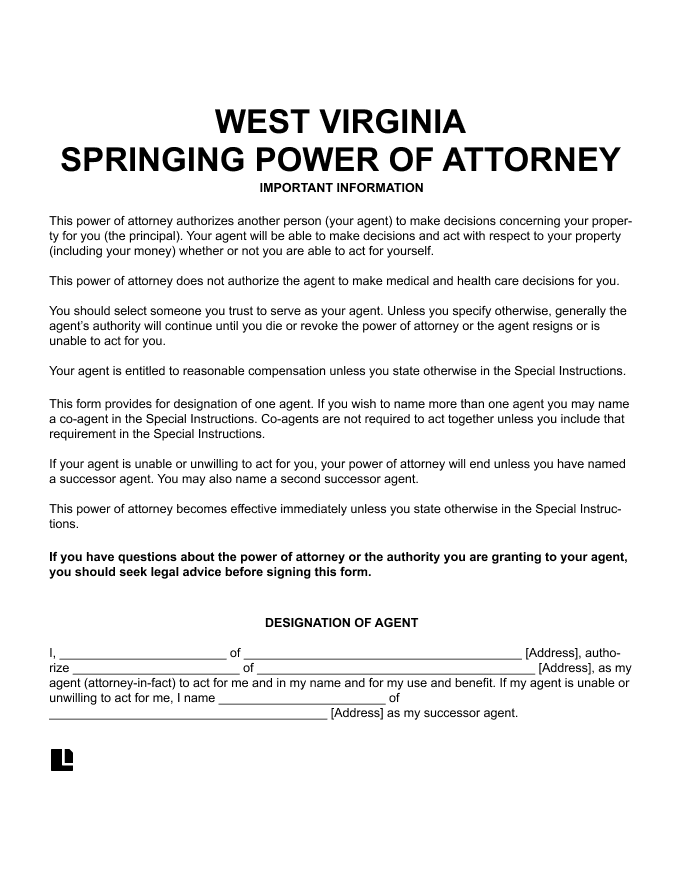 WEST VIRGINIA
SPRINGING POWER OF ATTORNEY
IMPORTANT INFORMATION
This power of attorney authorizes another person (your agent) to make decisions concerning your proper-
ty for you (the principal). Your agent will be able to make decisions and act with respect to your property
(including your money) whether or not you are able to act for yourself.
This power of attorney does not authorize the agent to make medical and health care decisions for you.
You should select someone you trust to serve as your agent. Unless you specify otherwise, generally the
agent’s authority will continue until you die or revoke the power of attorney or the agent resigns or is
unable to act for you.
Your agent is entitled to reasonable compensation unless you state otherwise in the Special Instructions.
This form provides for designation of one agent. If you wish to name more than one agent you may name
a co-agent in the Special Instructions. Co-agents are not required to act together unless you include that
requirement in the Special Instructions.
If your agent is unable or unwilling to act for you, your power of attorney will end unless you have named
a successor agent. You may also name a second successor agent.
This power of attorney becomes effective immediately unless you state otherwise in the Special Instruc-
tions.
If you have questions about the power of attorney or the authority you are granting to your agent,
you should seek legal advice before signing this form.
DESIGNATION OF AGENT
I, ________________________ of ________________________________________ [Address], autho-
rize ________________________ of ________________________________________ [Address], as my
agent (attorney-in-fact) to act for me and in my name and for my use and benefit. If my agent is unable or
unwilling to act for me, I name ________________________ of
________________________________________ [Address] as my successor agent.